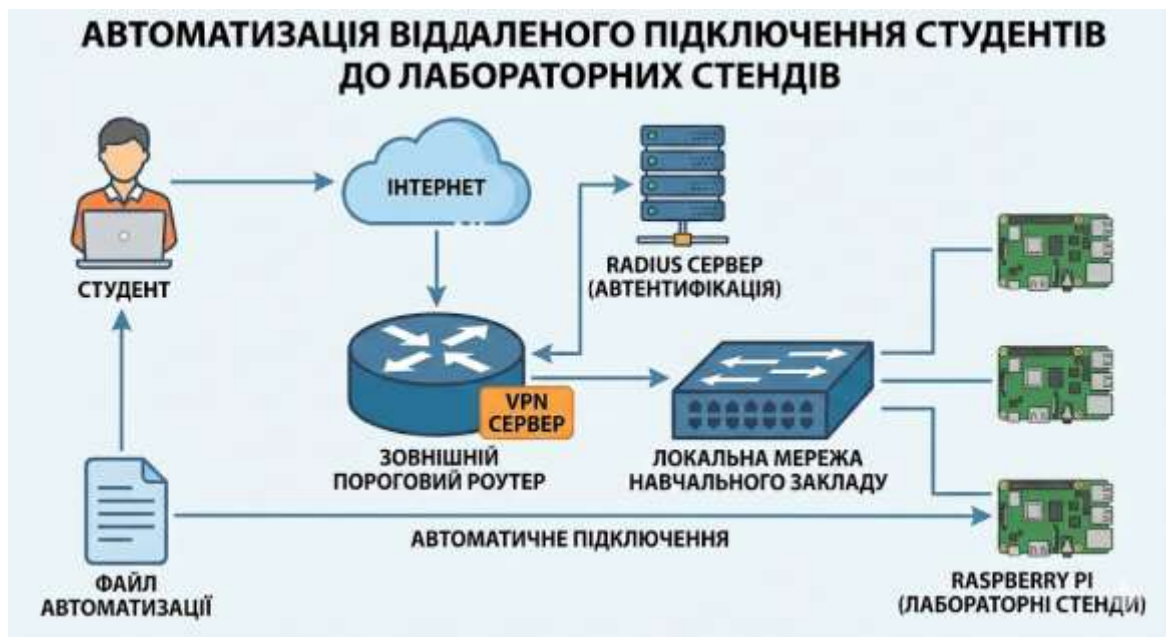 АВТОМАТИЗАЦІЯ ВІДДАЛЕНОГО ПІДКЛЮЧЕННЯ СТУДЕНТІВ
ДО ЛАБОРАТОРНИХ СТЕНДІВ
ІНТЕРНЕТ
СТУДЕНТ
RADIUS СЕРВЕР
(АВТЕНТИФІКАЦІЯ)
VPN
СЕРВЕР
ЗОВНІШНІЙ
ПОРОГОВИЙ РОУТЕР
ЛОКАЛЬНА МЕРЕЖА
НАВЧАЛЬНОГО ЗАКЛАДУ
АВТОМАТИЧНЕ ПІДКЛЮЧЕННЯ
ФАЙЛ
АВТОМАТИЗАЦІЇ
RASPBERRY PI
(ЛАБОРАТОРНІ СТЕНДИ)